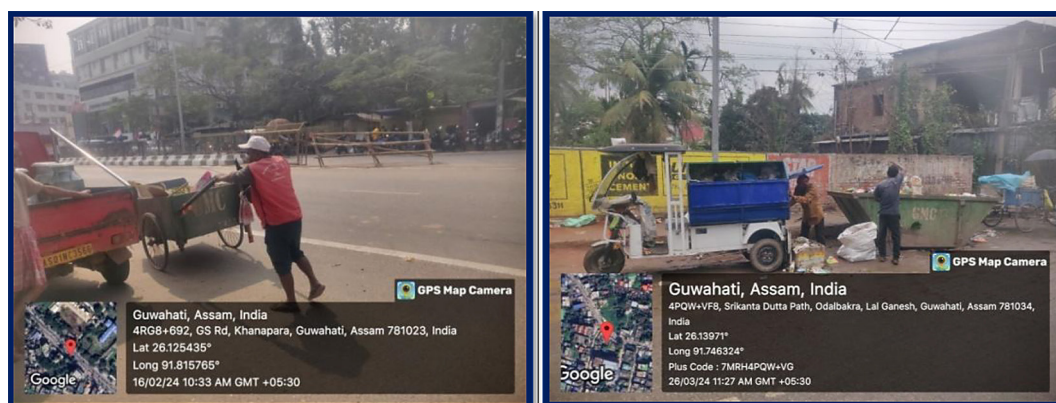 GMC
GPS Map Camera
Guwahati, Assam, India
4RG8+692, GS Rd, Khanapara, Guwahati, Assam 781023, India
Lat 26.125435°
Long 91.815765°
16/02/24 10:33 AM GMT +05:30
Google
NO
CEMENT
GMC
GPS Map Camera
Guwahati, Assam, India
4PQW+VF8, Srikanta Dutta Path, Odalbakra, Lal Ganesh, Guwahati, Assam 781034,
India
Lat 26.13971°
Long 91.746324°
Plus Code : 7MRH4PQW+VG
26/03/24 11:27 AM GMT +05:30
Google